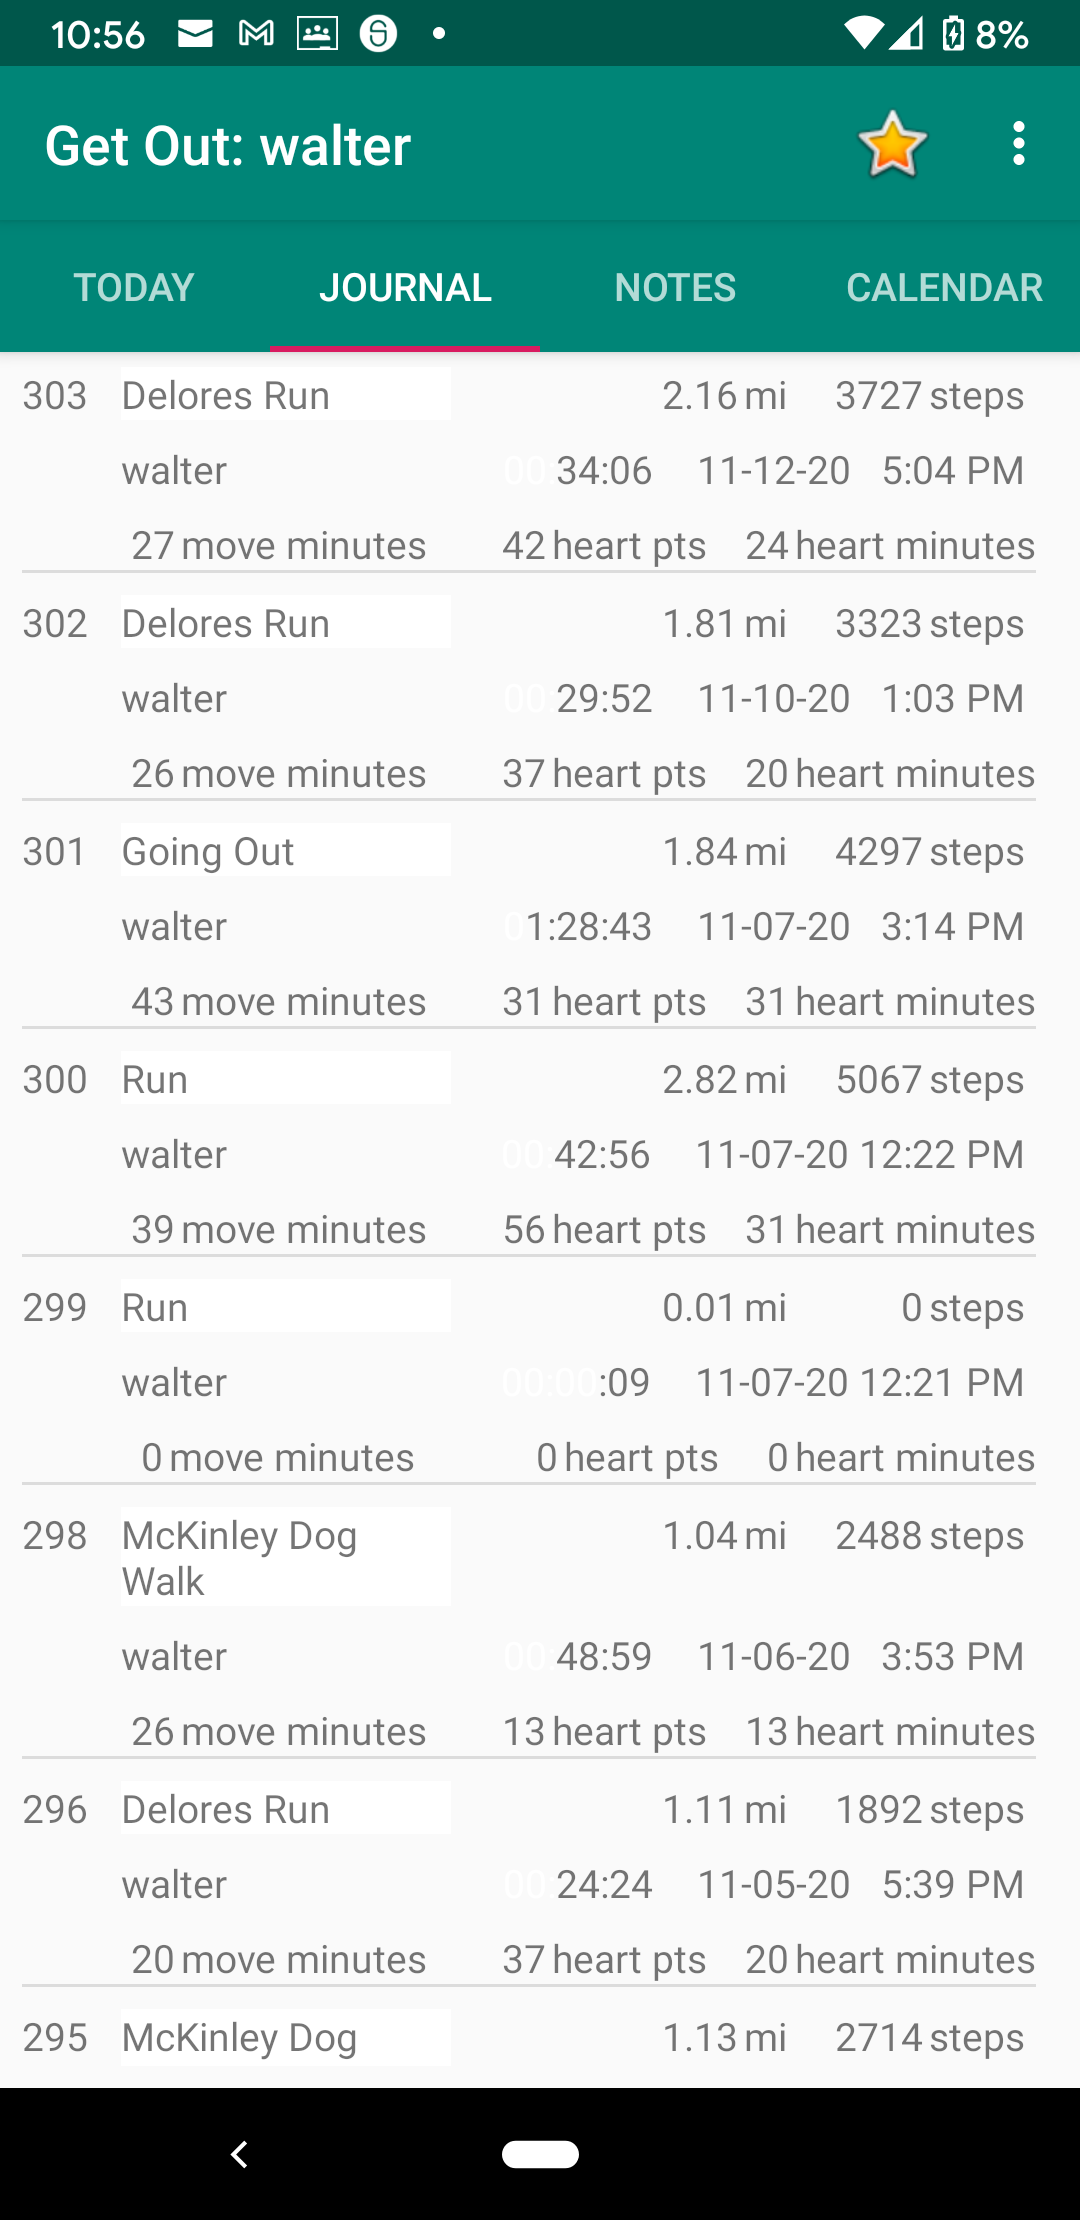 10:56 8%
Get Out: walter
TODAY JOURNAL NOTES CALENDAR
303 Delores Run 2.16 mi 3727 steps
walter 00:34:06 11-12-20 5:04 PM
27 move minutes 42 heart pts 24 heart minutes
302 Delores Run 1.81 mi 3323 steps
walter 00:29:52 11-10-20 1:03 PM
26 move minutes 37 heart pts 20 heart minutes
301 Going Out 1.84 mi 4297 steps
walter 01:28:43 11-07-20 3:14 PM
43 move minutes 31 heart pts 31 heart minutes
300 Run 2.82 mi 5067 steps
walter 00:42:56 11-07-20 12:22 PM
39 move minutes 56 heart pts 31 heart minutes
299 Run 0.01 mi 0 steps
walter 00:00:09 11-07-20 12:21 PM
0 move minutes 0 heart pts 0 heart minutes
298 McKinley Dog 1.04 mi 2488 steps
Walk
walter 00:48:59 11-06-20 3:53 PM
26 move minutes 13 heart pts 13 heart minutes
296 Delores Run 1.11 mi 1892 steps
walter 00:24:24 11-05-20 5:39 PM
20 move minutes 37 heart pts 20 heart minutes
295 McKinley Dog 1.13 mi 2714 steps